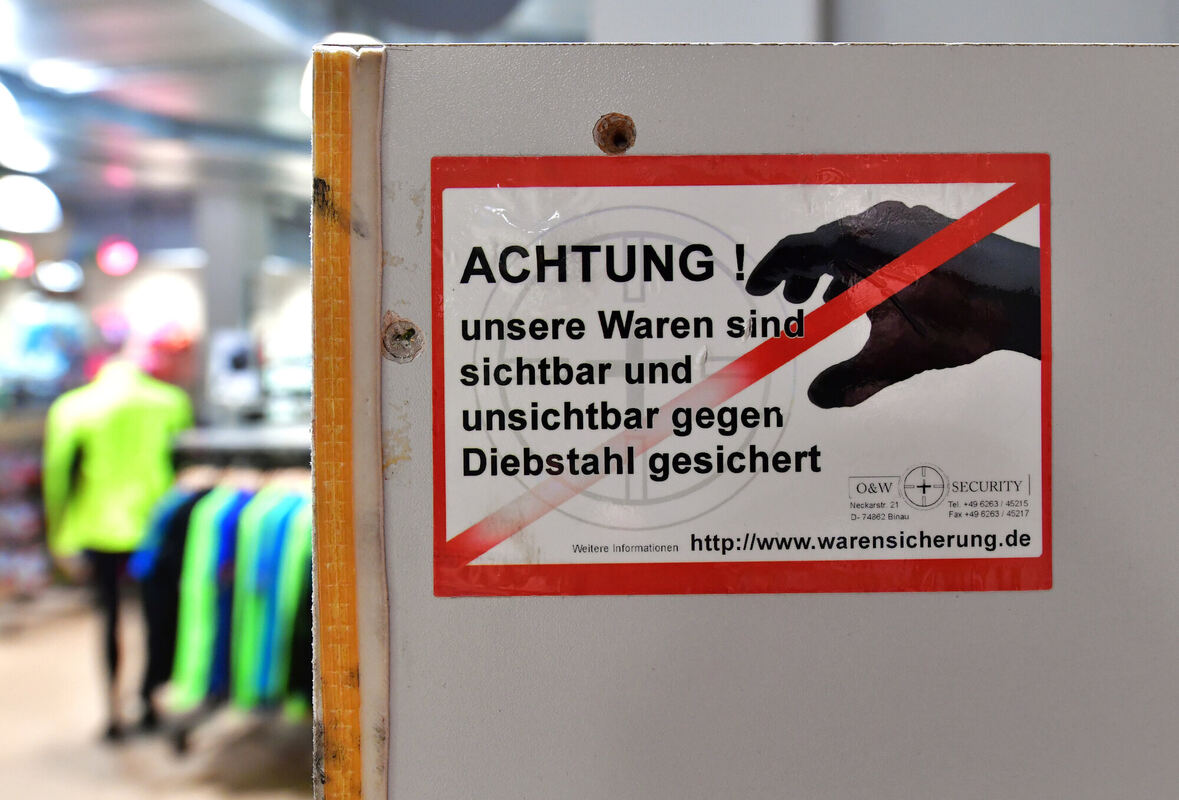 ACHTUNG !
unsere Waren sind
sichtbar und
unsichtbar gegen
Diebstahl gesichert
O&W SECURITY
Neckarstr. 21 Tel. +49 6263 / 45215
D- 74862 Binau Fax +49 6263 / 45217
Weitere Informationen http://www.warensicherung.de